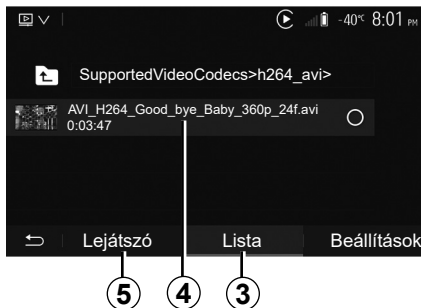 -40°C 8:01 PM
SupportedVideoCodecs>h264_avi>
AVI_H264_Good_bye_Baby_360p_24f.avi
0:03:47
Lejátszó Lista Beállítások
5 4 3